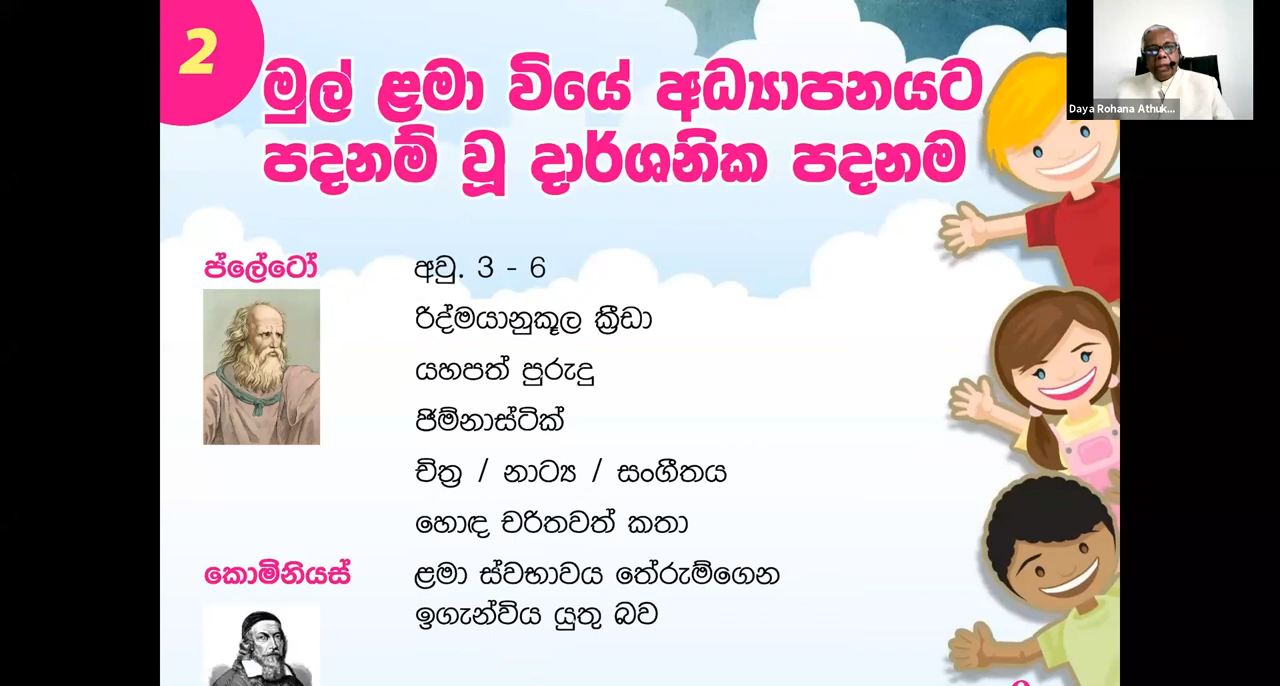 2
මුල් ළමා වියේ අධ්‍යාපනයට
පදනම් වූ දාර්ශනික පදනම
Daya Rohana Athuk...
ප්ලේටෝ
අවු. 3 - 6
රිද්මයානුකූල ක්‍රීඩා
යහපත් පුරුදු
ජිම්නාස්ටික්
චිත්‍ර / නාට්‍ය / සංගීතය
හොඳ චරිතවත් කතා
කොමිනියස්
ළමා ස්වභාවය තේරුම්ගෙන
ඉගැන්විය යුතු බව